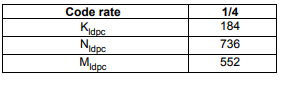 Code rate 1/4
Kldpc 184
Nldpc 736
Mldpc 552